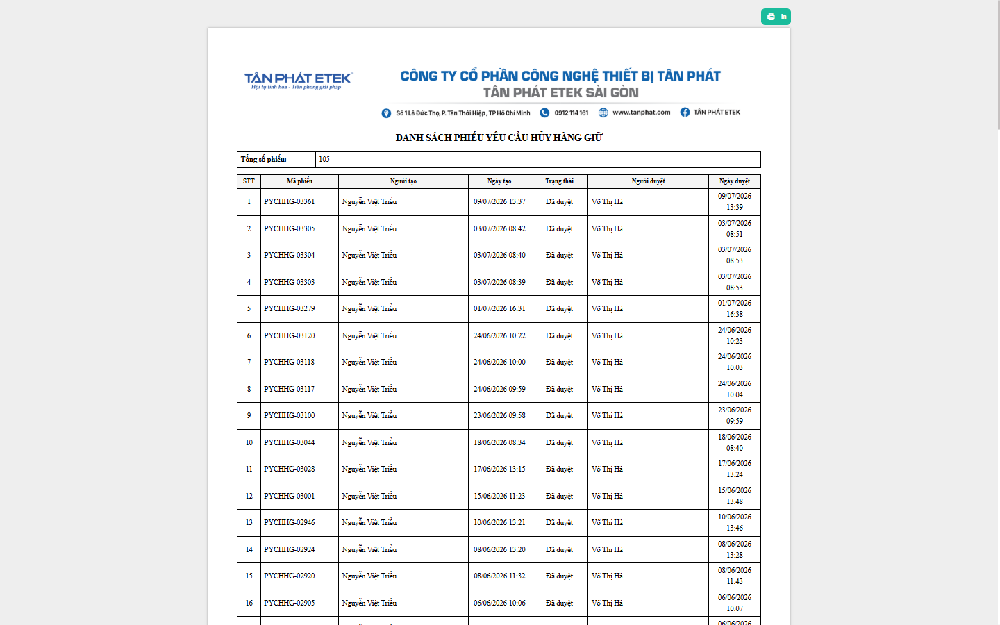 In
TÂN PHÁT ETEK®
Hội tụ tinh hoa - Tiên phong giải pháp
CÔNG TY CỔ PHẦN CÔNG NGHỆ THIẾT BỊ TÂN PHÁT
TÂN PHÁT ETEK SÀI GÒN
Số 1 Lê Đức Thọ, P. Tân Thới Hiệp , TP Hồ Chí Minh 0912 114 161 www.tanphat.com TÂN PHÁT ETEK
DANH SÁCH PHIẾU YÊU CẦU HỦY HÀNG GIỮ
Tổng số phiếu: 105
STT Mã phiếu Người tạo Ngày tạo Trạng thái Người duyệt Ngày duyệt
1 PYCHHG-03361 Nguyễn Việt Triều 09/07/2026 13:37 Đã duyệt Võ Thị Hà 09/07/2026
13:39
2 PYCHHG-03305 Nguyễn Việt Triều 03/07/2026 08:42 Đã duyệt Võ Thị Hà 03/07/2026
08:51
3 PYCHHG-03304 Nguyễn Việt Triều 03/07/2026 08:40 Đã duyệt Võ Thị Hà 03/07/2026
08:53
4 PYCHHG-03303 Nguyễn Việt Triều 03/07/2026 08:39 Đã duyệt Võ Thị Hà 03/07/2026
08:53
5 PYCHHG-03279 Nguyễn Việt Triều 01/07/2026 16:31 Đã duyệt Võ Thị Hà 01/07/2026
16:38
6 PYCHHG-03120 Nguyễn Việt Triều 24/06/2026 10:22 Đã duyệt Võ Thị Hà 24/06/2026
10:23
7 PYCHHG-03118 Nguyễn Việt Triều 24/06/2026 10:00 Đã duyệt Võ Thị Hà 24/06/2026
10:03
8 PYCHHG-03117 Nguyễn Việt Triều 24/06/2026 09:59 Đã duyệt Võ Thị Hà 24/06/2026
10:04
9 PYCHHG-03100 Nguyễn Việt Triều 23/06/2026 09:58 Đã duyệt Võ Thị Hà 23/06/2026
09:59
10 PYCHHG-03044 Nguyễn Việt Triều 18/06/2026 08:34 Đã duyệt Võ Thị Hà 18/06/2026
08:40
11 PYCHHG-03028 Nguyễn Việt Triều 17/06/2026 13:15 Đã duyệt Võ Thị Hà 17/06/2026
13:24
12 PYCHHG-03001 Nguyễn Việt Triều 15/06/2026 11:23 Đã duyệt Võ Thị Hà 15/06/2026
13:48
13 PYCHHG-02946 Nguyễn Việt Triều 10/06/2026 13:21 Đã duyệt Võ Thị Hà 10/06/2026
13:46
14 PYCHHG-02924 Nguyễn Việt Triều 08/06/2026 13:20 Đã duyệt Võ Thị Hà 08/06/2026
13:28
15 PYCHHG-02920 Nguyễn Việt Triều 08/06/2026 11:32 Đã duyệt Võ Thị Hà 08/06/2026
11:43
16 PYCHHG-02905 Nguyễn Việt Triều 06/06/2026 10:06 Đã duyệt Võ Thị Hà 06/06/2026
10:07
06/06/2026